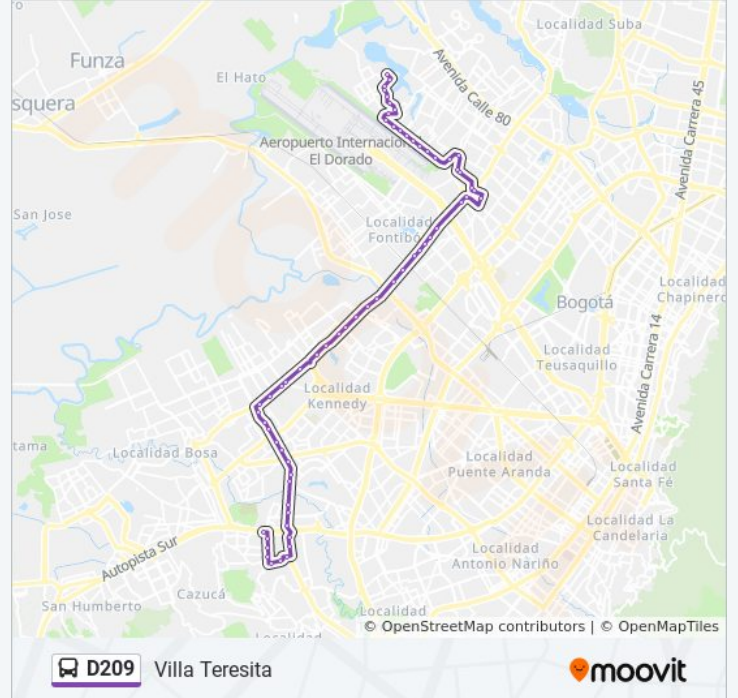 Localidad Suba
Funza
El Hato
Avenida Calle 80
squera
Avenida Carrera 45
Aeropuerto Internacion
El Dorado
San Jose
Localidad
Fontibó
Localidad
Chapinero
Bogotá
Localidad
Teusaquillo
Avenida Carrera 14
Localidad
Kennedy
tama
Localidad Bosa
Localidad
Puente Aranda
Localidad
Santa Fé
Localidad La
Candelaria
Autopista Sur
Localidad
Antonio Nariño
Cazucá
San Humberto
Localidad
© OpenStreetMap contributors | © OpenMapTiles
D209 Villa Teresita
moovit